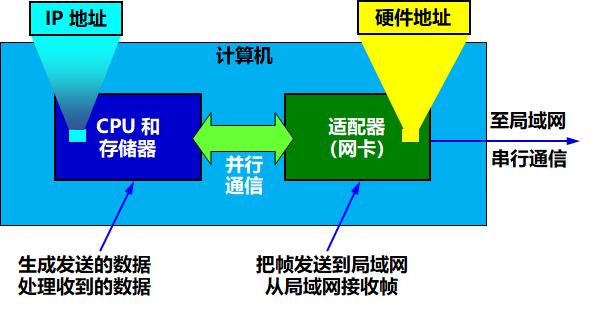 IP 地址
硬件地址
计算机
CPU 和
存储器
适配器
（网卡）
并行
通信
至局域网
串行通信
生成发送的数据
处理收到的数据
把帧发送到局域网
从局域网接收帧